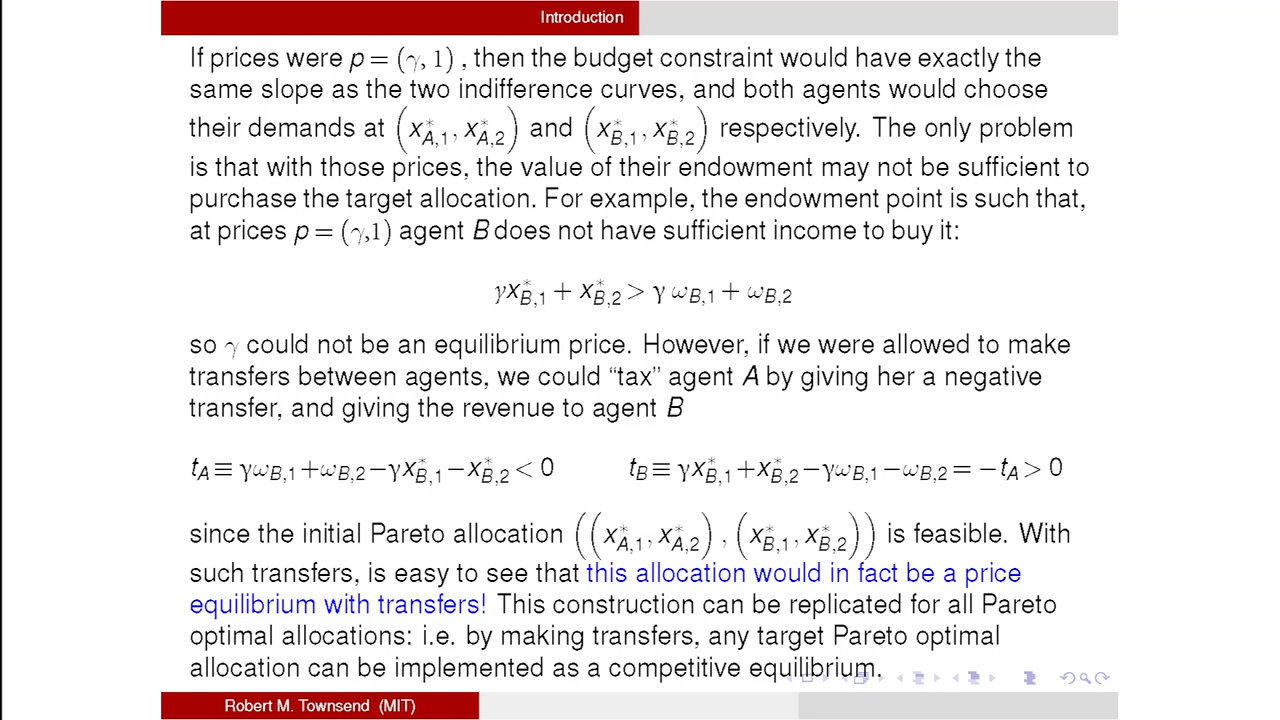 Introduction
If prices were p = (γ, 1) , then the budget constraint would have exactly the
same slope as the two indifference curves, and both agents would choose
their demands at (x*_{A,1}, x*_{A,2}) and (x*_{B,1}, x*_{B,2}) respectively. The only problem
is that with those prices, the value of their endowment may not be sufficient to
purchase the target allocation. For example, the endowment point is such that,
at prices p = (γ,1) agent B does not have sufficient income to buy it:
γx*_{B,1} + x*_{B,2} > γ ω_{B,1} + ω_{B,2}
so γ could not be an equilibrium price. However, if we were allowed to make
transfers between agents, we could “tax” agent A by giving her a negative
transfer, and giving the revenue to agent B
t_A ≡ γω_{B,1} +ω_{B,2} −γx*_{B,1} −x*_{B,2} < 0 t_B ≡ γx*_{B,1} +x*_{B,2} −γω_{B,1} −ω_{B,2} = −t_A > 0
since the initial Pareto allocation ((x*_{A,1}, x*_{A,2}) , (x*_{B,1}, x*_{B,2})) is feasible. With
such transfers, is easy to see that this allocation would in fact be a price
equilibrium with transfers! This construction can be replicated for all Pareto
optimal allocations: i.e. by making transfers, any target Pareto optimal
allocation can be implemented as a competitive equilibrium.
Robert M. Townsend (MIT)